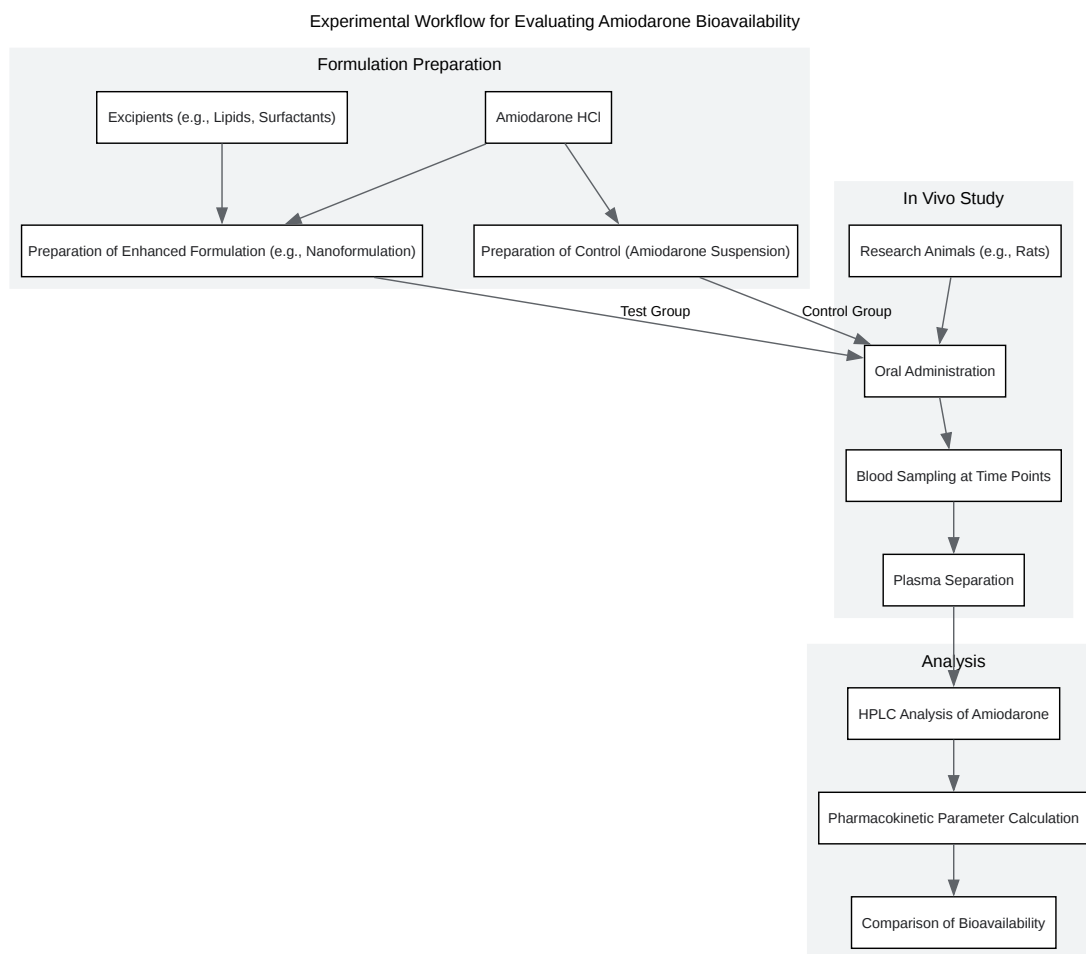 Experimental Workflow for Evaluating Amiodarone Bioavailability
Formulation Preparation
Excipients (e.g., Lipids, Surfactants)
Amiodarone HCl
Preparation of Enhanced Formulation (e.g., Nanoformulation)
Preparation of Control (Amiodarone Suspension)
In Vivo Study
Research Animals (e.g., Rats)
Test Group
Control Group
Oral Administration
Blood Sampling at Time Points
Plasma Separation
Analysis
HPLC Analysis of Amiodarone
Pharmacokinetic Parameter Calculation
Comparison of Bioavailability